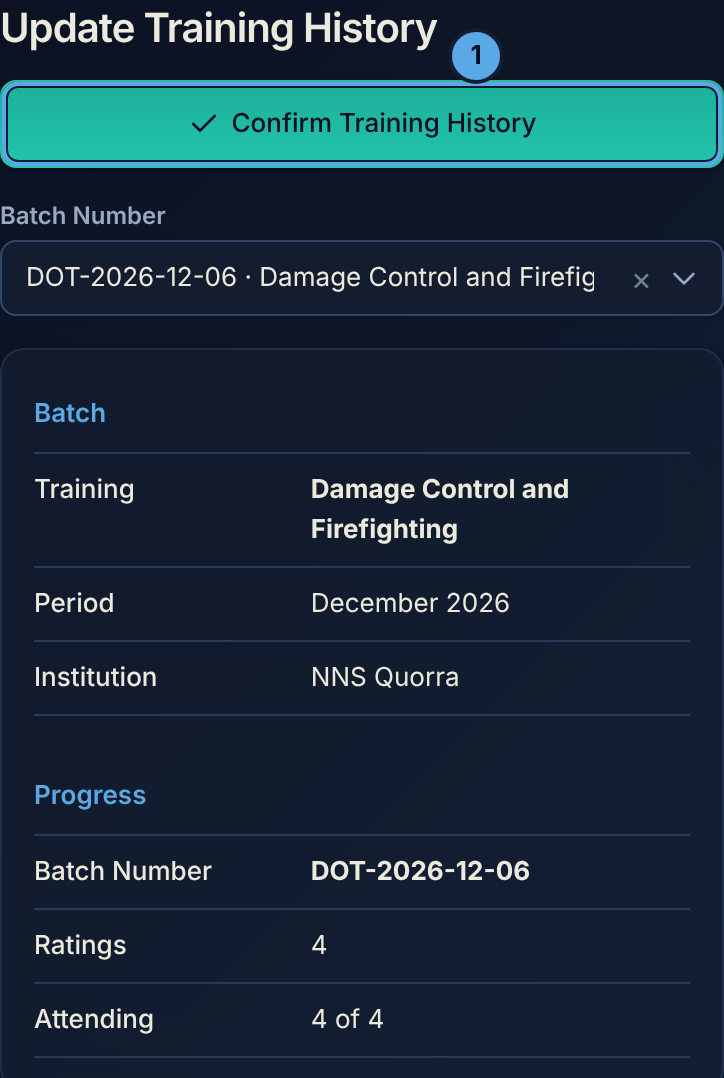 Update Training History
1
Confirm Training History
Batch Number
DOT-2026-12-06 · Damage Control and Firefig
Batch
Training Damage Control and
Firefighting
Period December 2026
Institution NNS Quorra
Progress
Batch Number DOT-2026-12-06
Ratings 4
Attending 4 of 4